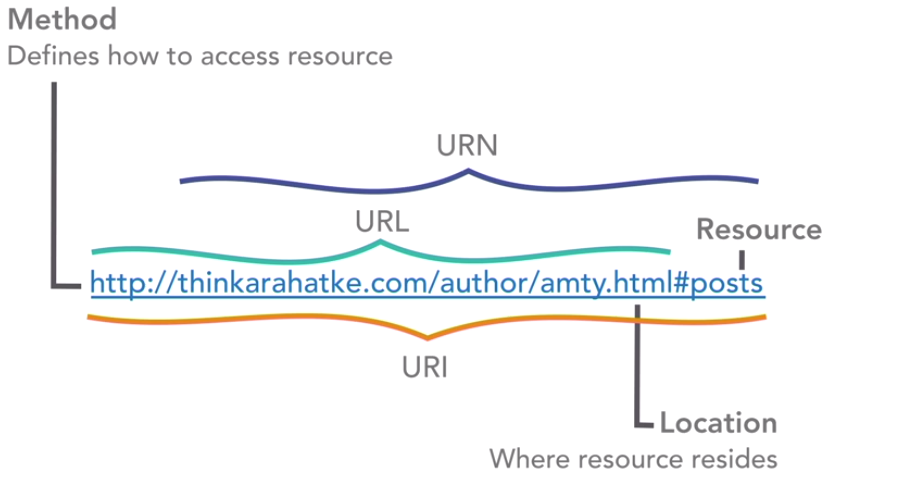 Method
Defines how to access resource
URN
URL
Resource
http://thinkarahatke.com/author/amty.html#posts
URI
Location
Where resource resides